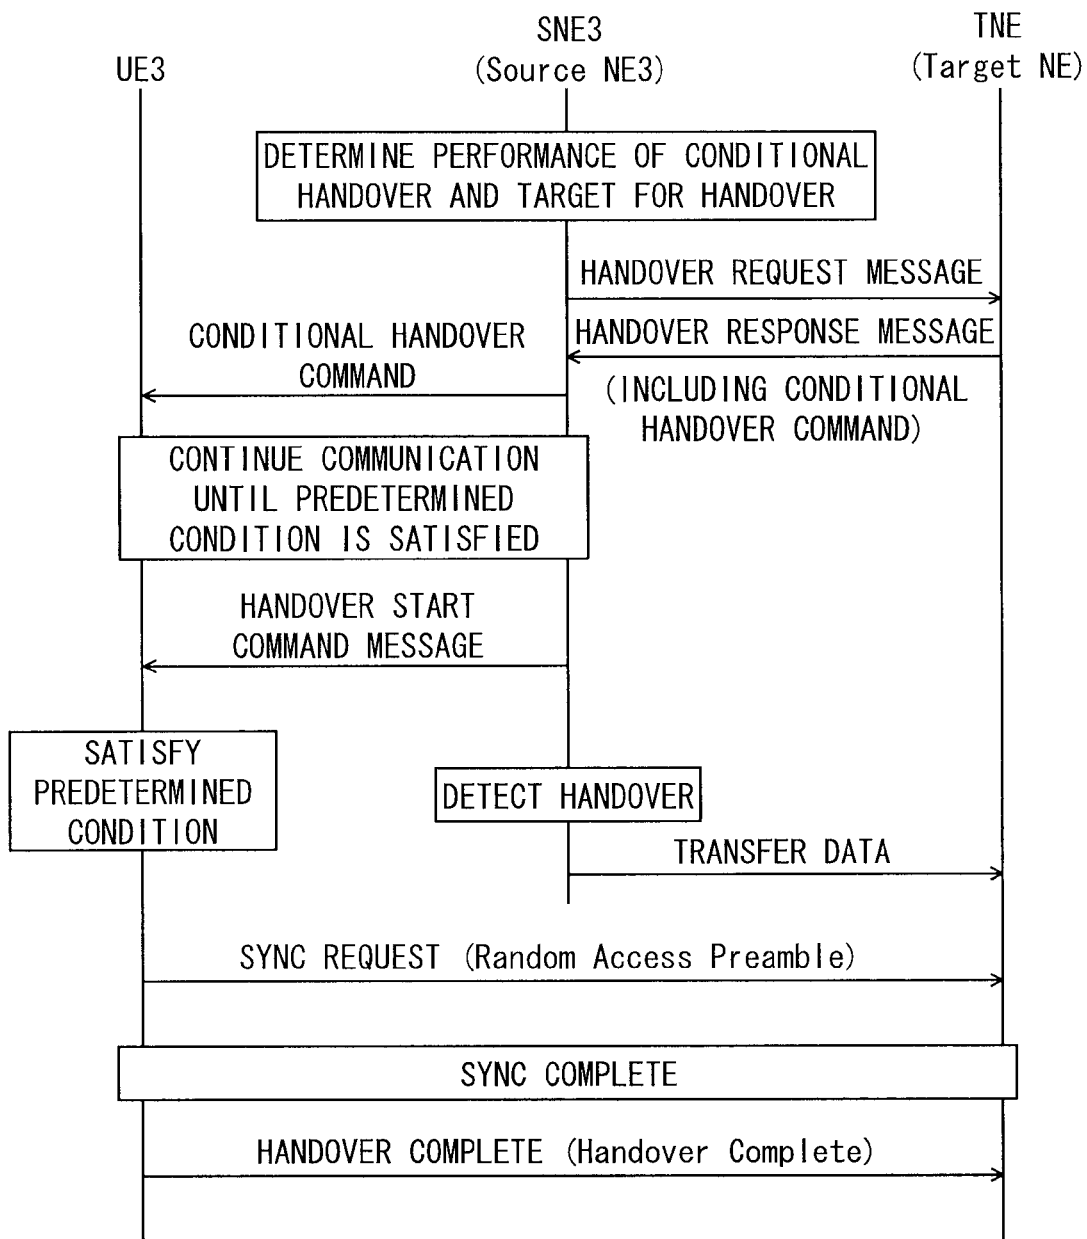 UE3
SNE3
(Source NE3)
TNE
(Target NE)
DETERMINE PERFORMANCE OF CONDITIONAL
HANDOVER AND TARGET FOR HANDOVER
HANDOVER REQUEST MESSAGE
HANDOVER RESPONSE MESSAGE
(INCLUDING CONDITIONAL
HANDOVER COMMAND)
CONDITIONAL HANDOVER
COMMAND
CONTINUE COMMUNICATION
UNTIL PREDETERMINED
CONDITION IS SATISFIED
HANDOVER START
COMMAND MESSAGE
SATISFY
PREDETERMINED
CONDITION
DETECT HANDOVER
TRANSFER DATA
SYNC REQUEST (Random Access Preamble)
SYNC COMPLETE
HANDOVER COMPLETE (Handover Complete)